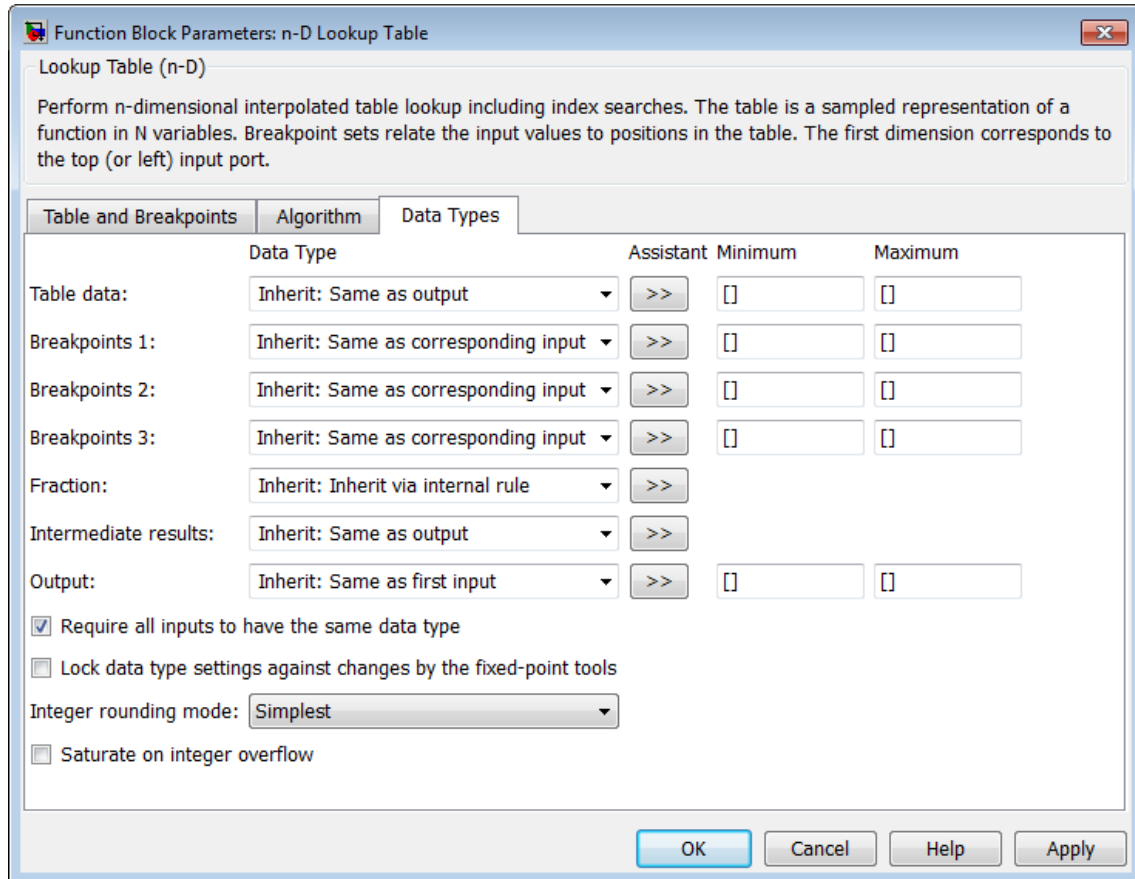 Function Block Parameters: n-D Lookup Table
Lookup Table (n-D)
Perform n-dimensional interpolated table lookup including index searches. The table is a sampled representation of a
function in N variables. Breakpoint sets relate the input values to positions in the table. The first dimension corresponds to
the top (or left) input port.
Table and Breakpoints Algorithm Data Types
Data Type Assistant Minimum Maximum
Table data: Inherit: Same as output >> [] []
Breakpoints 1: Inherit: Same as corresponding input >> [] []
Breakpoints 2: Inherit: Same as corresponding input >> [] []
Breakpoints 3: Inherit: Same as corresponding input >> [] []
Fraction: Inherit: Inherit via internal rule >>
Intermediate results: Inherit: Same as output >>
Output: Inherit: Same as first input >> [] []
Require all inputs to have the same data type
Lock data type settings against changes by the fixed-point tools
Integer rounding mode: Simplest
Saturate on integer overflow
OK Cancel Help Apply